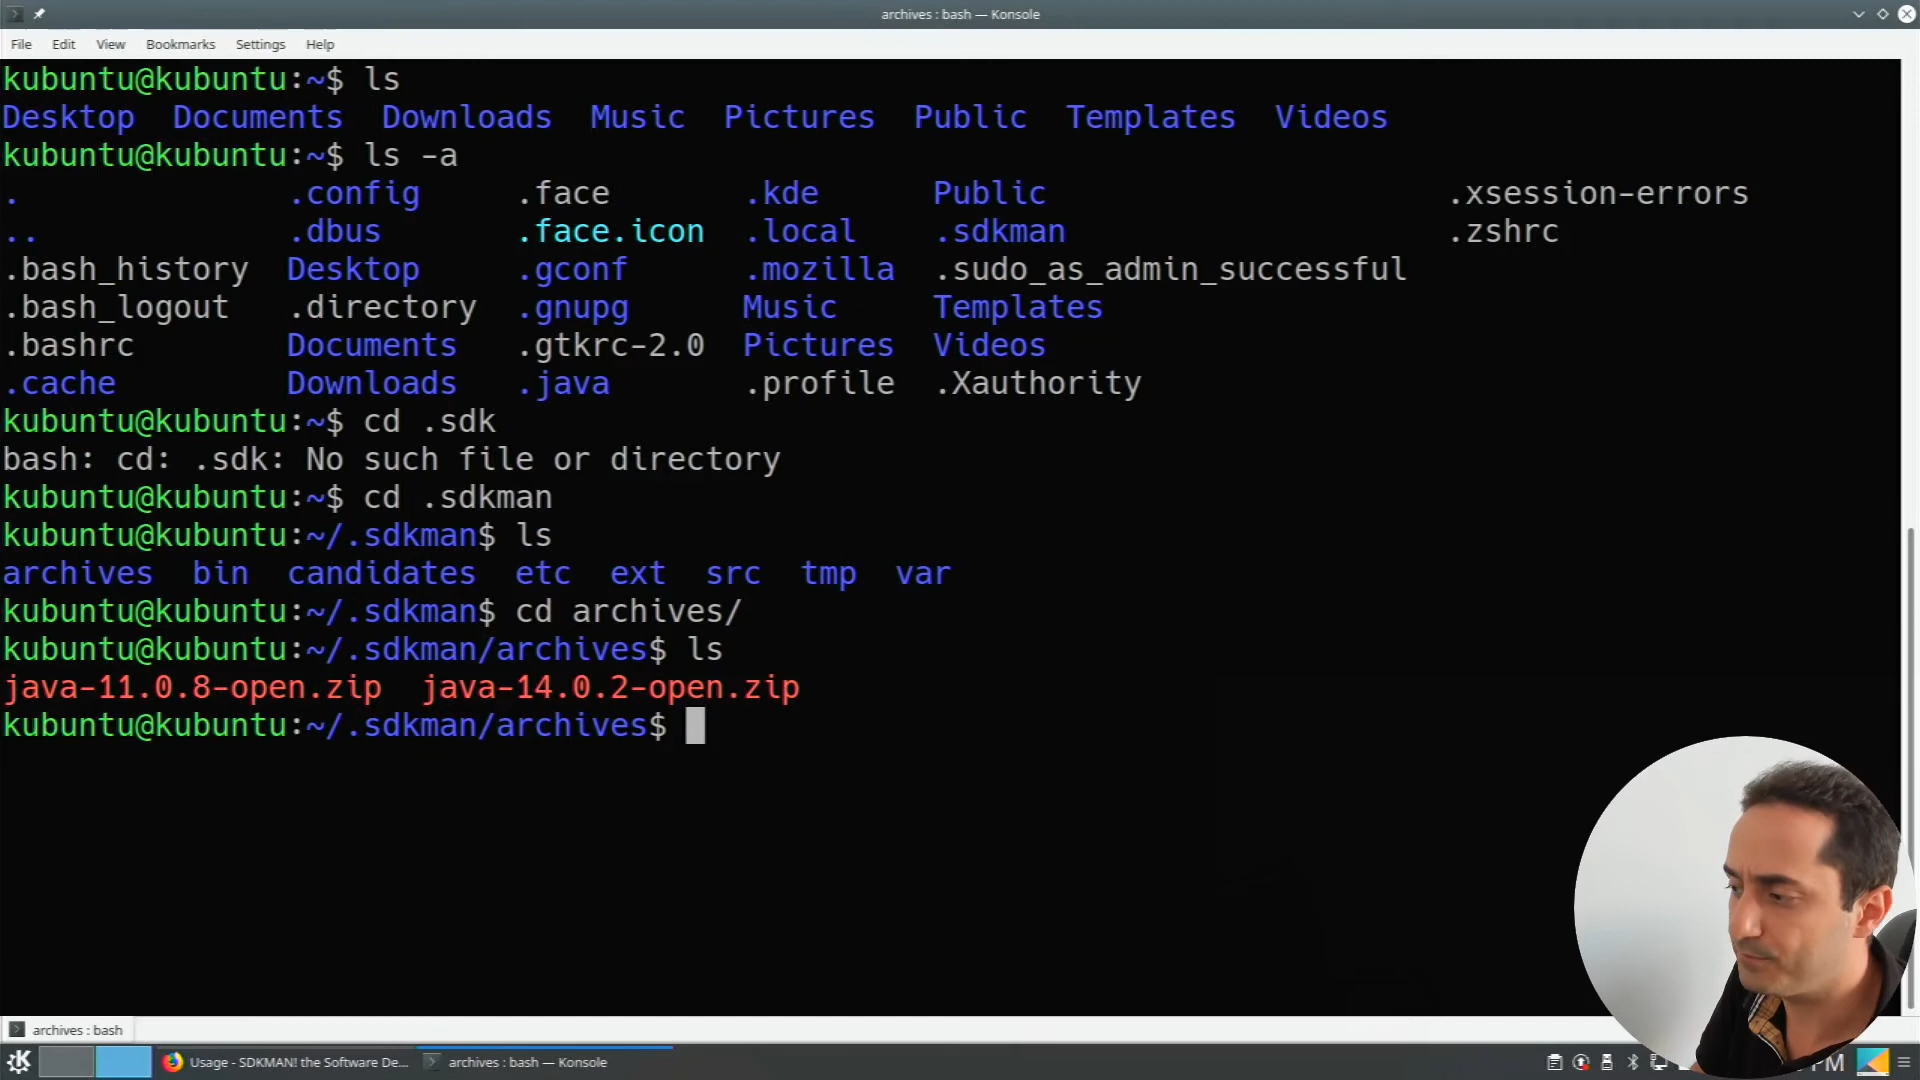 archives : bash — Konsole
File Edit View Bookmarks Settings Help
kubuntu@kubuntu:~$ ls
Desktop Documents Downloads Music Pictures Public Templates Videos
kubuntu@kubuntu:~$ ls -a
. .config .face .kde Public .xsession-errors
.. .dbus .face.icon .local .sdkman .zshrc
.bash_history Desktop .gconf .mozilla .sudo_as_admin_successful
.bash_logout .directory .gnupg Music Templates
.bashrc Documents .gtkrc-2.0 Pictures Videos
.cache Downloads .java .profile .Xauthority
kubuntu@kubuntu:~$ cd .sdk
bash: cd: .sdk: No such file or directory
kubuntu@kubuntu:~$ cd .sdkman
kubuntu@kubuntu:~/.sdkman$ ls
archives bin candidates etc ext src tmp var
kubuntu@kubuntu:~/.sdkman$ cd archives/
kubuntu@kubuntu:~/.sdkman/archives$ ls
java-11.0.8-open.zip java-14.0.2-open.zip
kubuntu@kubuntu:~/.sdkman/archives$
archives : bash
Usage - SDKMAN! the Software De... archives : bash — Konsole PM